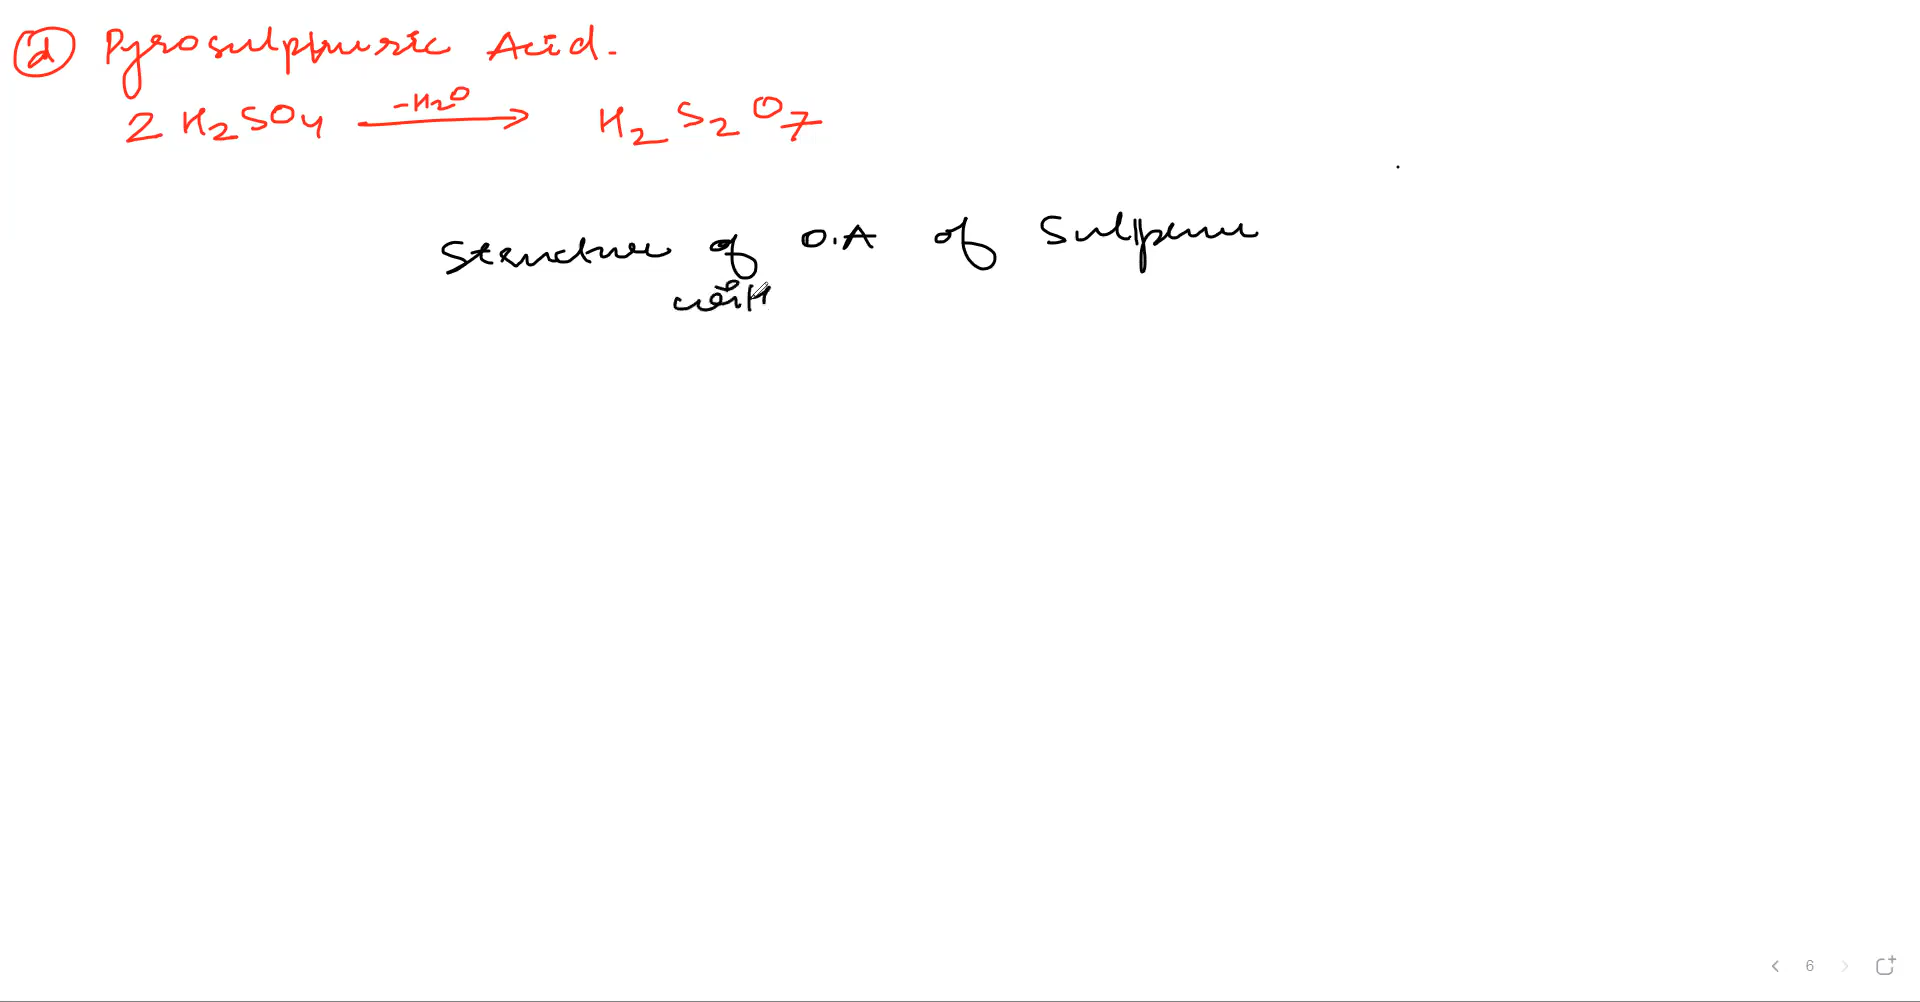 d Pyrosulphuric Acid.
2 H2SO4 -H2O → H2S2O7
Structure of O.A of Sulphur
with
6